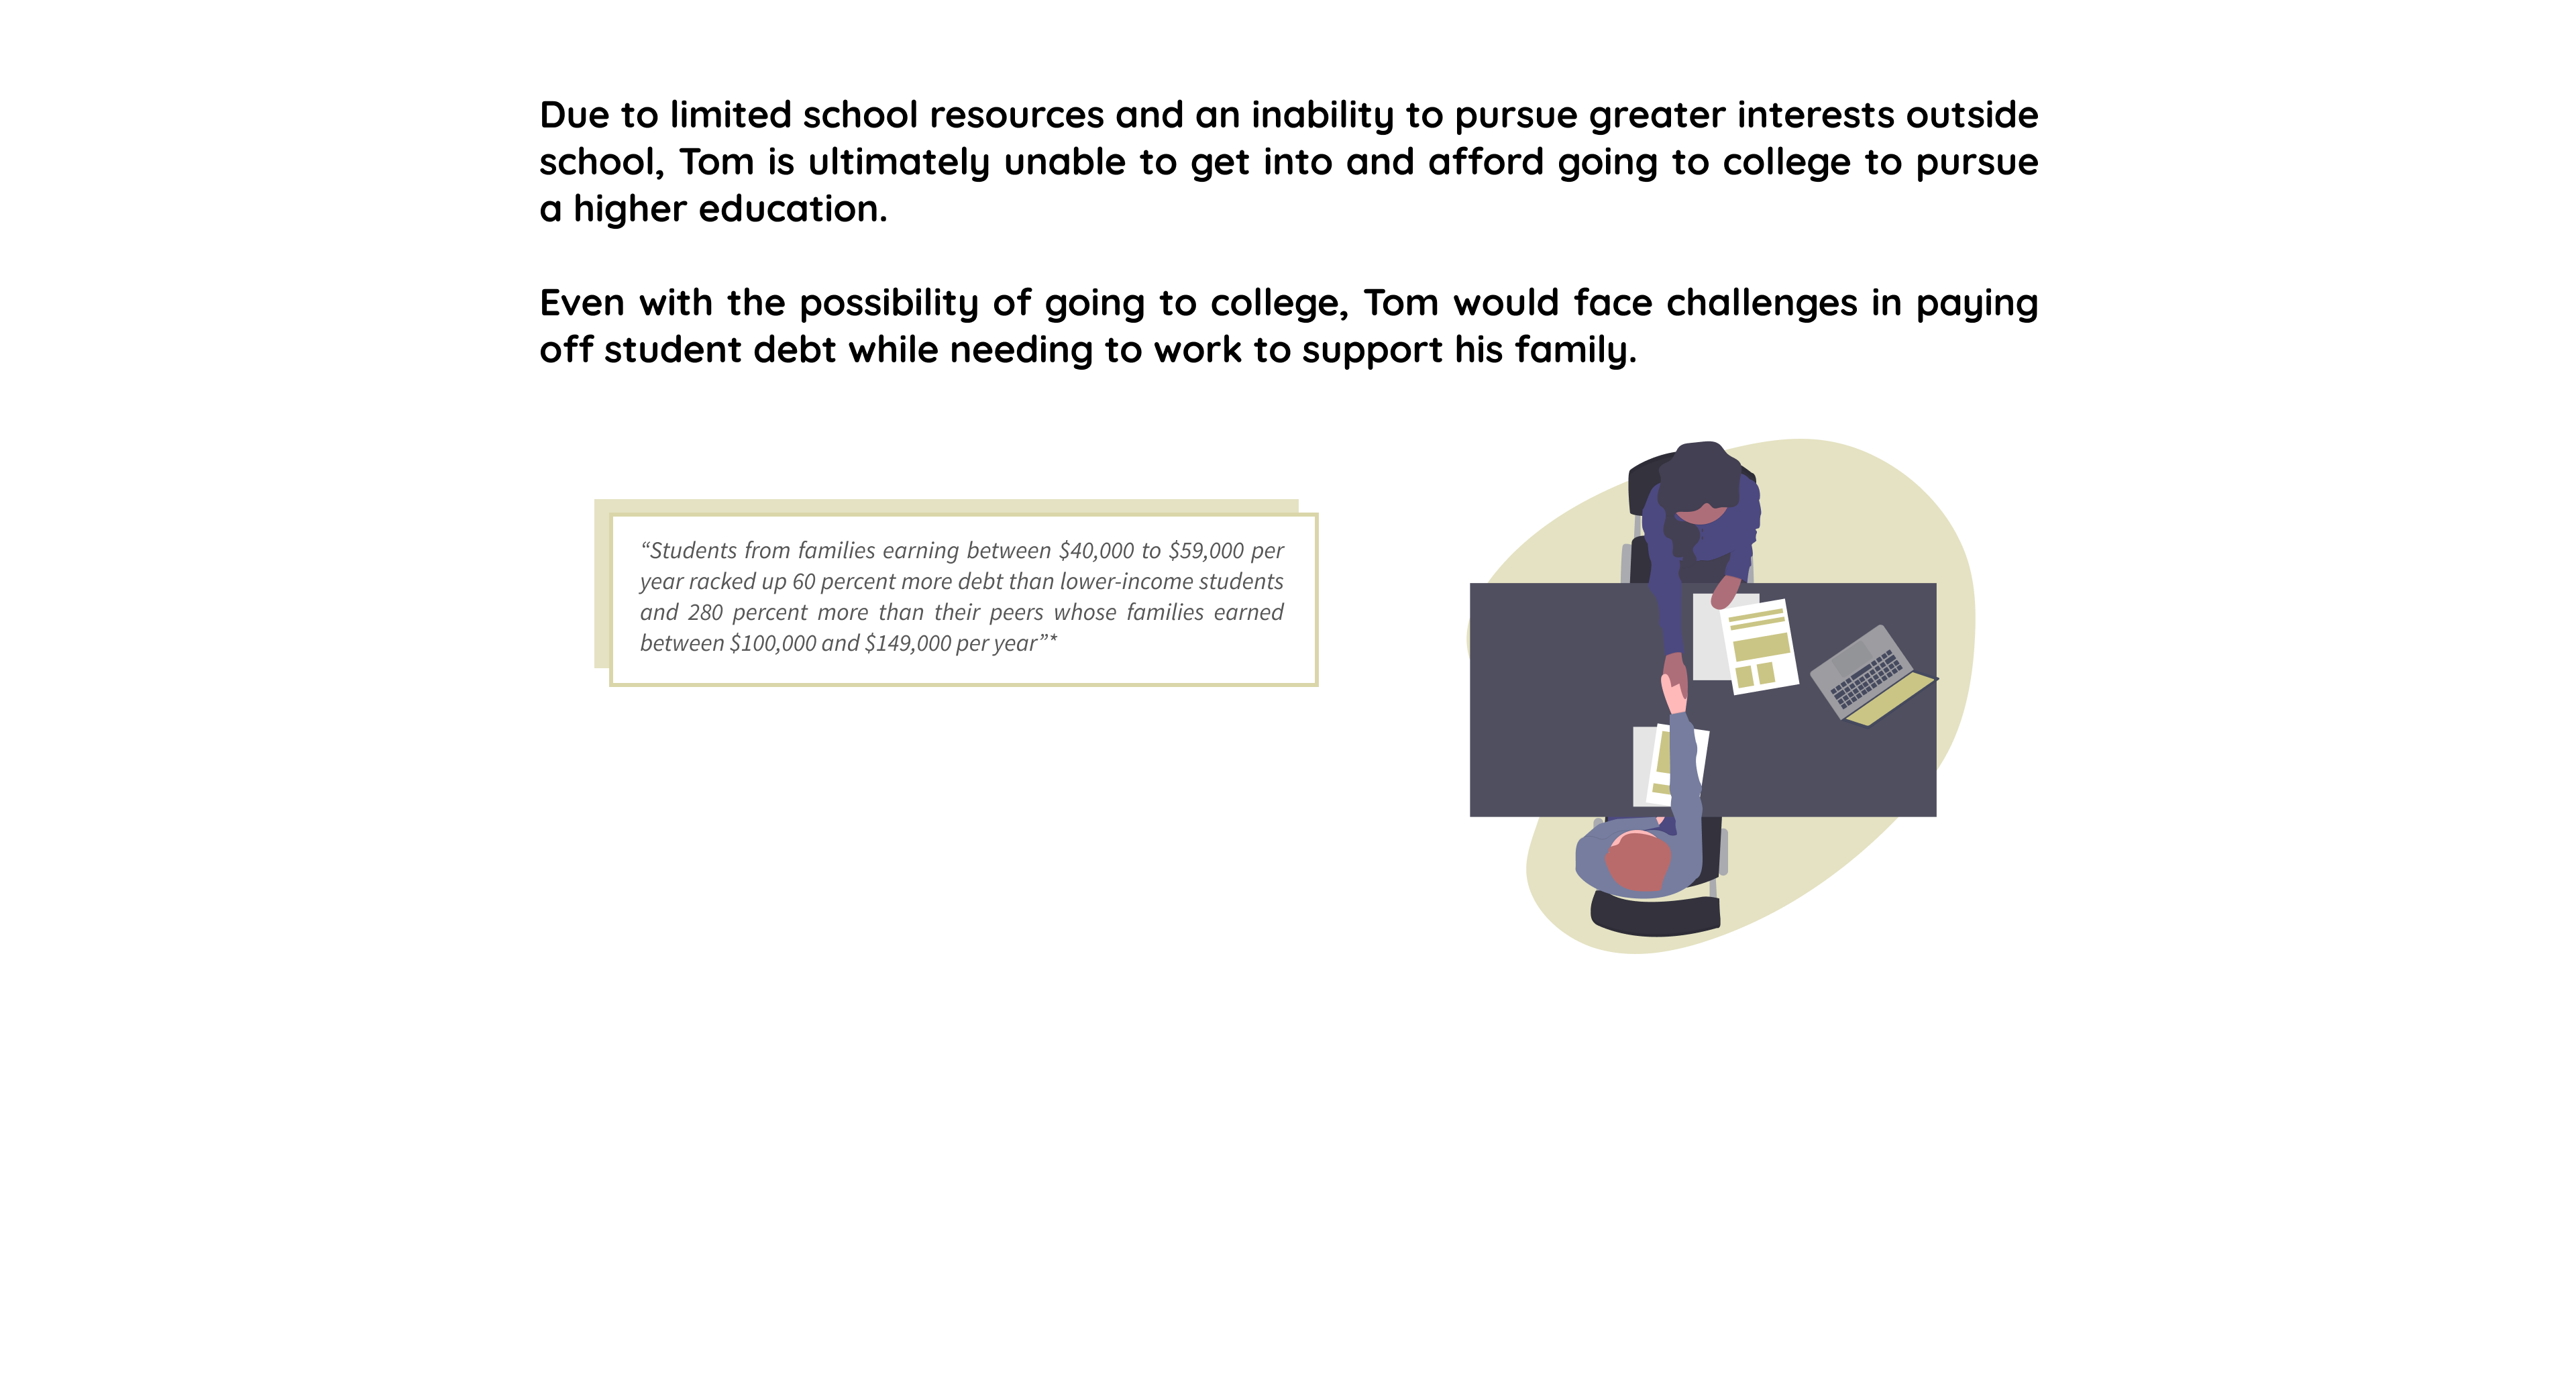 Due to limited school resources and an inability to pursue greater interests outside
school, Tom is ultimately unable to get into and afford going to college to pursue
a higher education.
Even with the possibility of going to college, Tom would face challenges in paying
off student debt while needing to work to support his family.
“Students from families earning between $40,000 to $59,000 per
year racked up 60 percent more debt than lower-income students
and 280 percent more than their peers whose families earned
between $100,000 and $149,000 per year”*